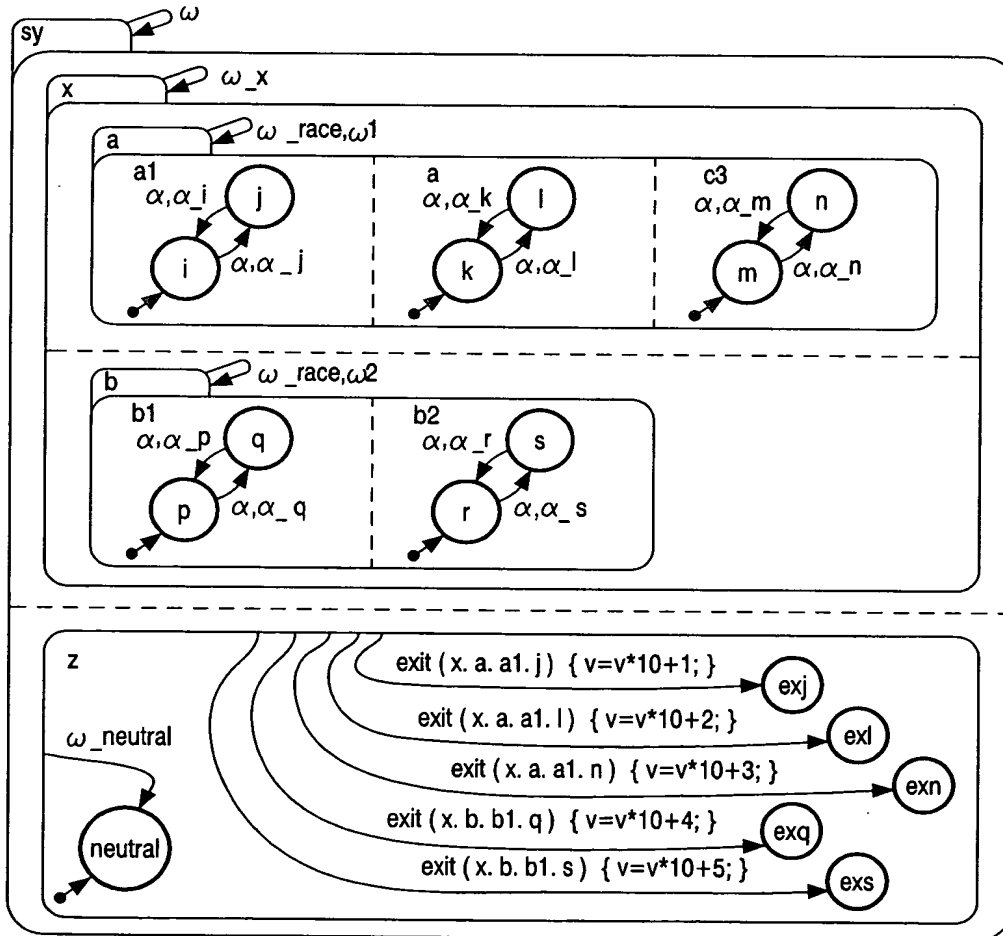 sy
ω
x
ω_x
a
ω_race,ω1
a1
α,α_i
j
i
α,α_j
a
α,α_k
l
k
α,α_l
c3
α,α_m
n
m
α,α_n
b
ω_race,ω2
b1
α,α_p
q
p
α,α_q
b2
α,α_r
s
r
α,α_s
z
exit ( x. a. a1. j ) { v=v*10+1; }
exj
exit ( x. a. a1. l ) { v=v*10+2; }
exl
ω_neutral
exit ( x. a. a1. n ) { v=v*10+3; }
exn
exit ( x. b. b1. q ) { v=v*10+4; }
exq
neutral
exit ( x. b. b1. s ) { v=v*10+5; }
exs